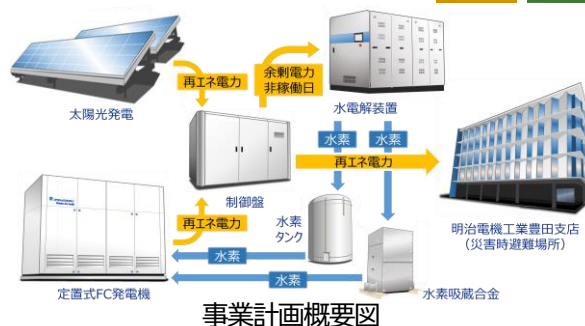 再エネ電力
余剰電力
非稼働日
太陽光発電
水電解装置
水素
水素
再エネ電力
制御盤
再エネ電力
水素
タンク
明治電機工業豊田支店
(災害時避難場所)
水素
水素
定置式FC発電機
水素吸蔵合金
事業計画概要図